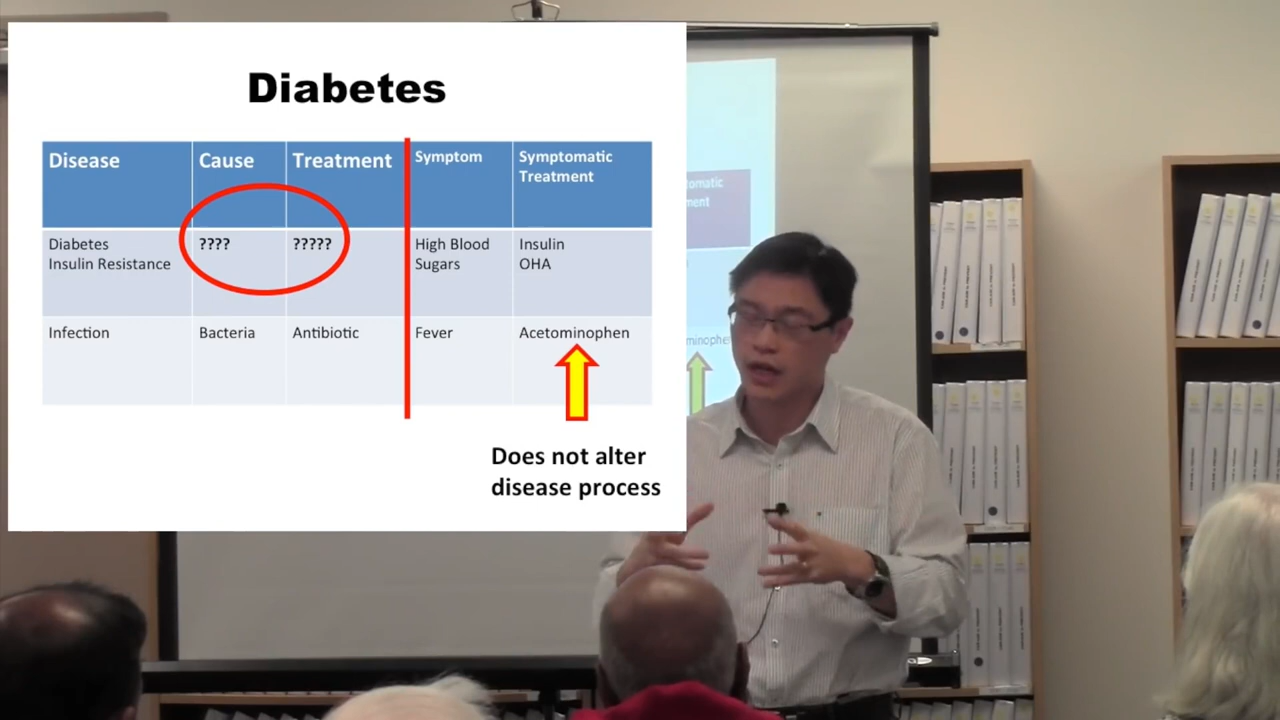 Diabetes
Disease Cause Treatment Symptom Symptomatic
Treatment
Diabetes ???? ????? High Blood Insulin
Insulin Resistance Sugars OHA
Infection Bacteria Antibiotic Fever Acetominophen
Does not alter
disease process